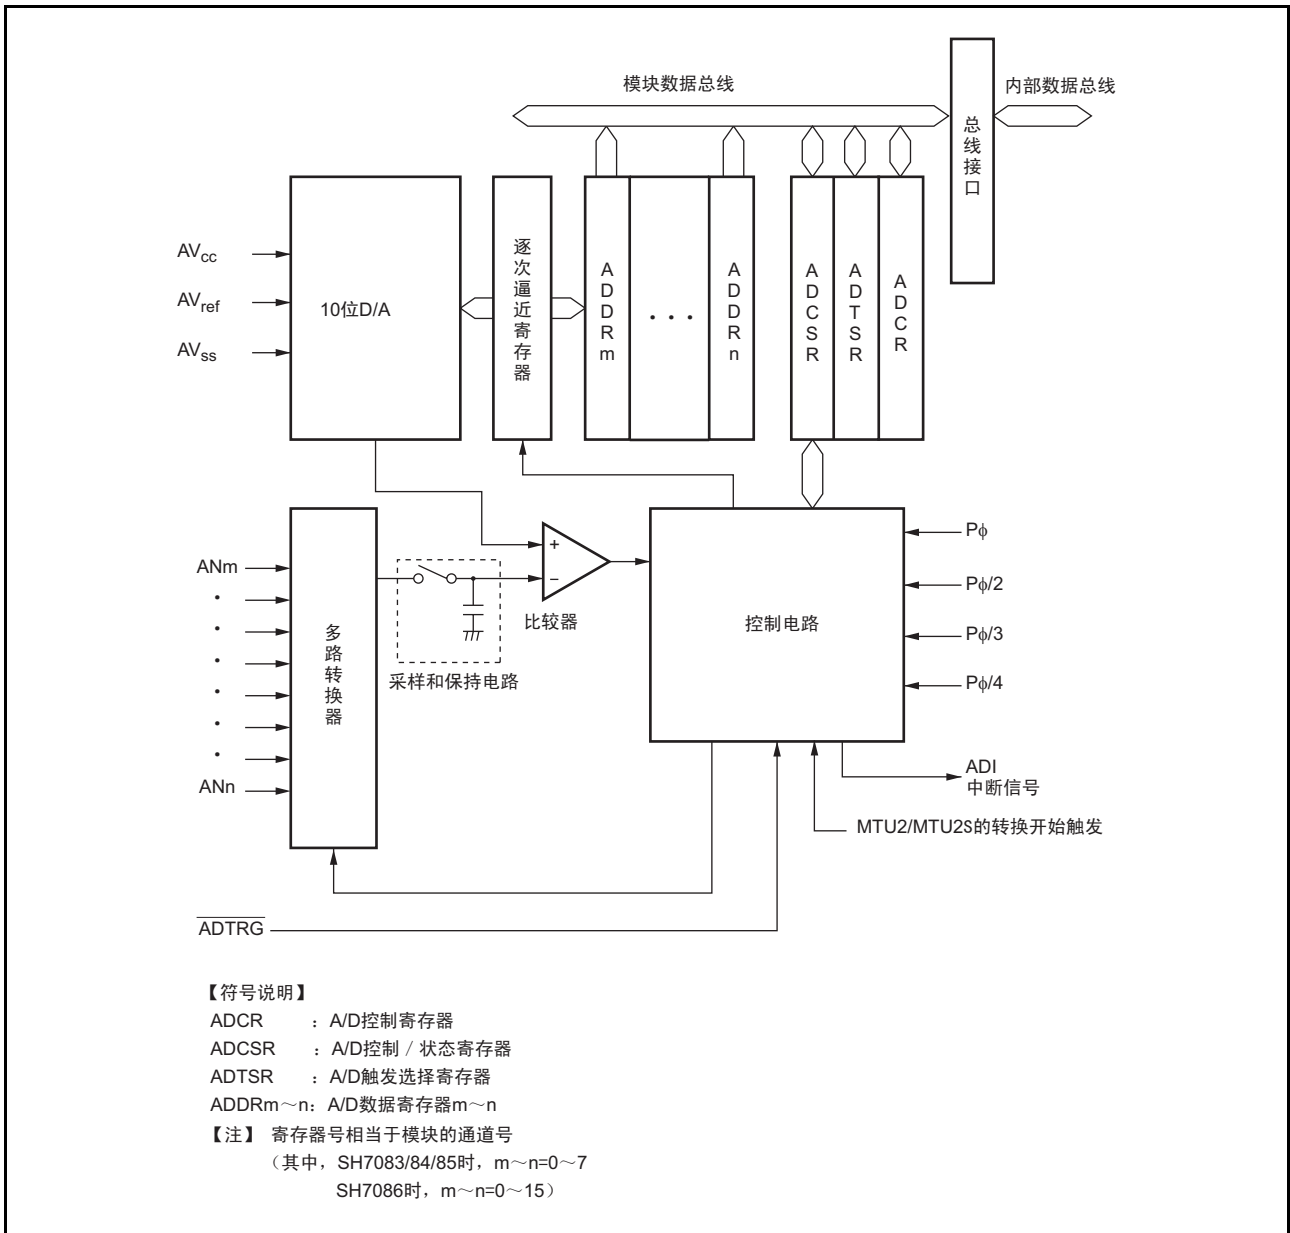 模块数据总线
内部数据总线
总线接口
AVcc
AVref
AVss
10位D/A
逐次逼近寄存器
ADDRm
· · ·
ADDRn
ADCSR
ADTSR
ADCR
ANm
·
·
·
·
·
·
ANn
多路转换器
采样和保持电路
+
−
比较器
控制电路
Pϕ
Pϕ/2
Pϕ/3
Pϕ/4
ADI
中断信号
MTU2/MTU2S的转换开始触发
ADTRG
【符号说明】
ADCR ：A/D控制寄存器
ADCSR ：A/D控制 / 状态寄存器
ADTSR ：A/D触发选择寄存器
ADDRm～n：A/D数据寄存器m～n
【注】 寄存器号相当于模块的通道号
（其中，SH7083/84/85时，m～n=0～7
SH7086时，m～n=0～15）